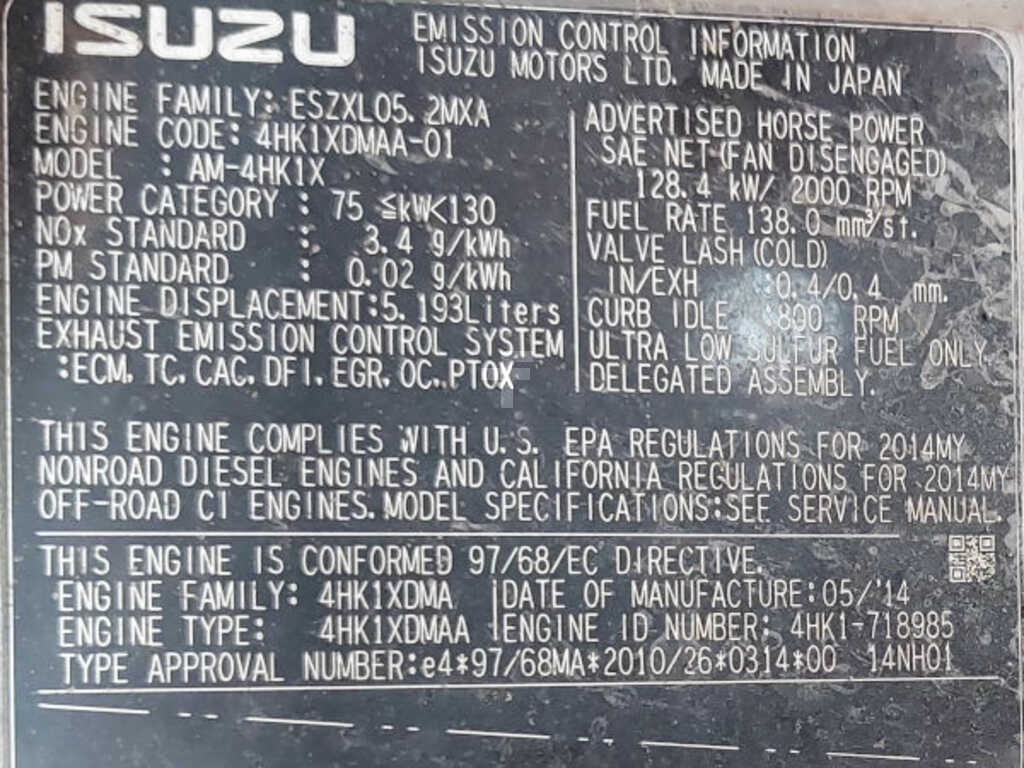 ISUZU
EMISSION CONTROL INFORMATION
ISUZU MOTORS LTD. MADE IN JAPAN
ENGINE FAMILY: ESZXL05.2MXA
ENGINE CODE: 4HK1XDMAA-01
MODEL : AM-4HK1X
POWER CATEGORY : 75 ≦kW<130
NOx STANDARD : 3.4 g/kWh
PM STANDARD : 0.02 g/kWh
ENGINE DISPLACEMENT:5.193Liters
EXHAUST EMISSION CONTROL SYSTEM
:ECM, TC, CAC, DFI, EGR, OC, PTOX
ADVERTISED HORSE POWER
SAE NET(FAN DISENGAGED)
128.4 kW/ 2000 RPM
FUEL RATE 138.0 mm³/st.
VALVE LASH(COLD)
IN/EXH :0.4/0.4 mm.
CURB IDLE :800 RPM
ULTRA LOW SULFUR FUEL ONLY.
DELEGATED ASSEMBLY.
THIS ENGINE COMPLIES WITH U.S. EPA REGULATIONS FOR 2014MY
NONROAD DIESEL ENGINES AND CALIFORNIA REGULATIONS FOR 2014MY
OFF-ROAD CI ENGINES.MODEL SPECIFICATIONS:SEE SERVICE MANUAL.
THIS ENGINE IS CONFORMED 97/68/EC DIRECTIVE.
ENGINE FAMILY: 4HK1XDMA
ENGINE TYPE: 4HK1XDMAA
DATE OF MANUFACTURE:05/'14
ENGINE ID NUMBER: 4HK1-718985
TYPE APPROVAL NUMBER:e4*97/68MA*2010/26*0314*00 14NH01